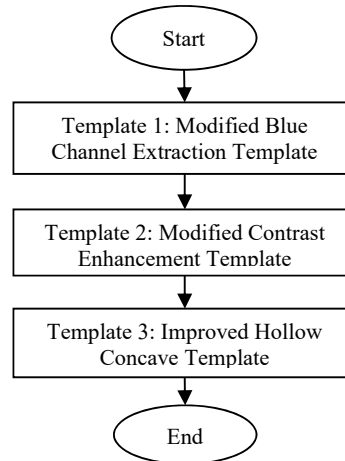 Start
Template 1: Modified Blue
Channel Extraction Template
Template 2: Modified Contrast
Enhancement Template
Template 3: Improved Hollow
Concave Template
End